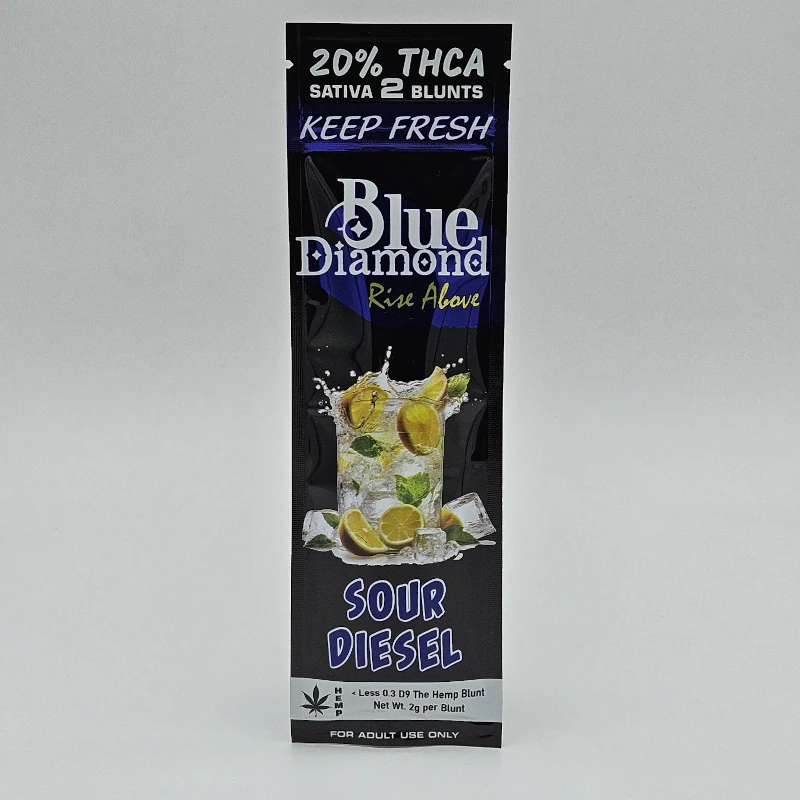 20% THCA
SATIVA 2 BLUNTS
KEEP FRESH
Blue
Diamond
Rise Above
SOUR
DIESEL
HEMP
< Less 0.3 D9 The Hemp Blunt
Net Wt. 2g per Blunt
FOR ADULT USE ONLY